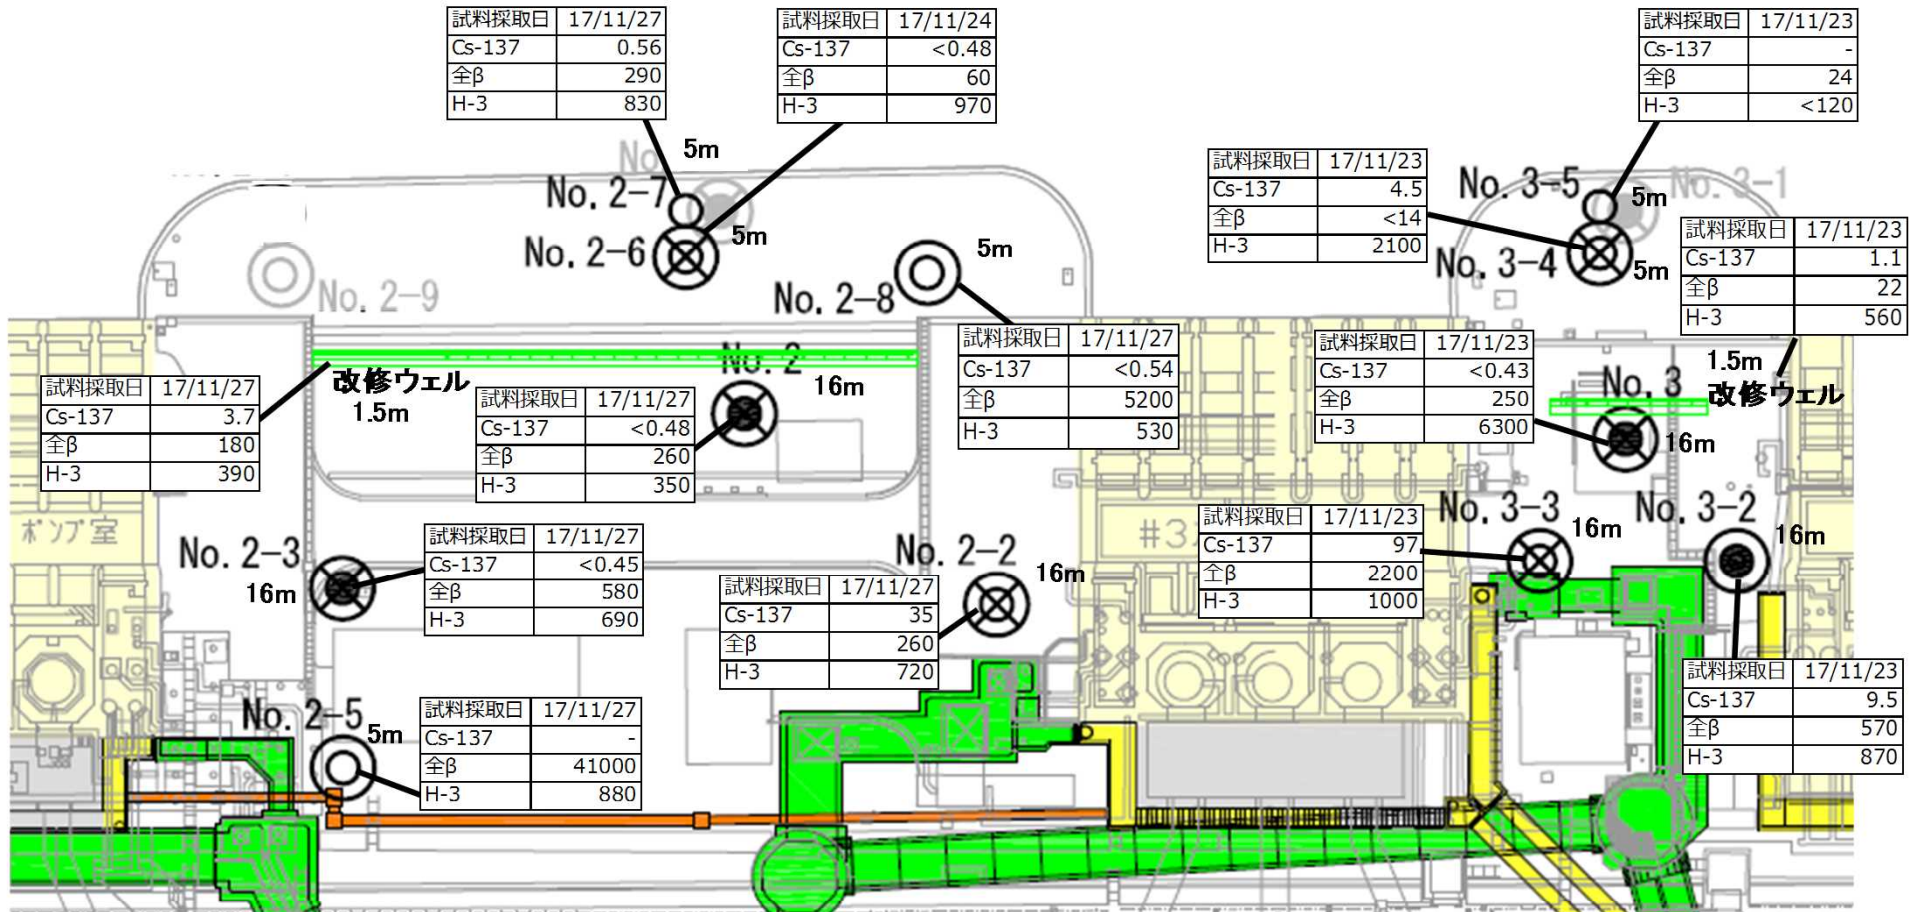 試料採取日 17/11/27
Cs-137 0.56
全β 290
H-3 830
試料採取日 17/11/24
Cs-137 <0.48
全β 60
H-3 970
試料採取日 17/11/23
Cs-137 -
全β 24
H-3 <120
No. 5m
No. 2-7
No. 2-6 5m
No. 2-9
No. 2-8 5m
試料採取日 17/11/23
Cs-137 4.5
全β <14
H-3 2100
No. 3-5 5m No. 3-1
No. 3-4 5m
試料採取日 17/11/23
Cs-137 1.1
全β 22
H-3 560
試料採取日 17/11/27
Cs-137 3.7
全β 180
H-3 390
改修ウェル
1.5m
No. 2
16m
試料採取日 17/11/27
Cs-137 <0.48
全β 260
H-3 350
試料採取日 17/11/27
Cs-137 <0.54
全β 5200
H-3 530
試料採取日 17/11/23
Cs-137 <0.43
全β 250
H-3 6300
No. 3
16m
1.5m
改修ウェル
ポンプ室
No. 2-3
16m
試料採取日 17/11/27
Cs-137 <0.45
全β 580
H-3 690
No. 2-2
16m
試料採取日 17/11/27
Cs-137 35
全β 260
H-3 720
#3
試料採取日 17/11/23
Cs-137 97
全β 2200
H-3 1000
No. 3-3
16m
No. 3-2
16m
試料採取日 17/11/23
Cs-137 9.5
全β 570
H-3 870
No. 2-5
5m
試料採取日 17/11/27
Cs-137 -
全β 41000
H-3 880